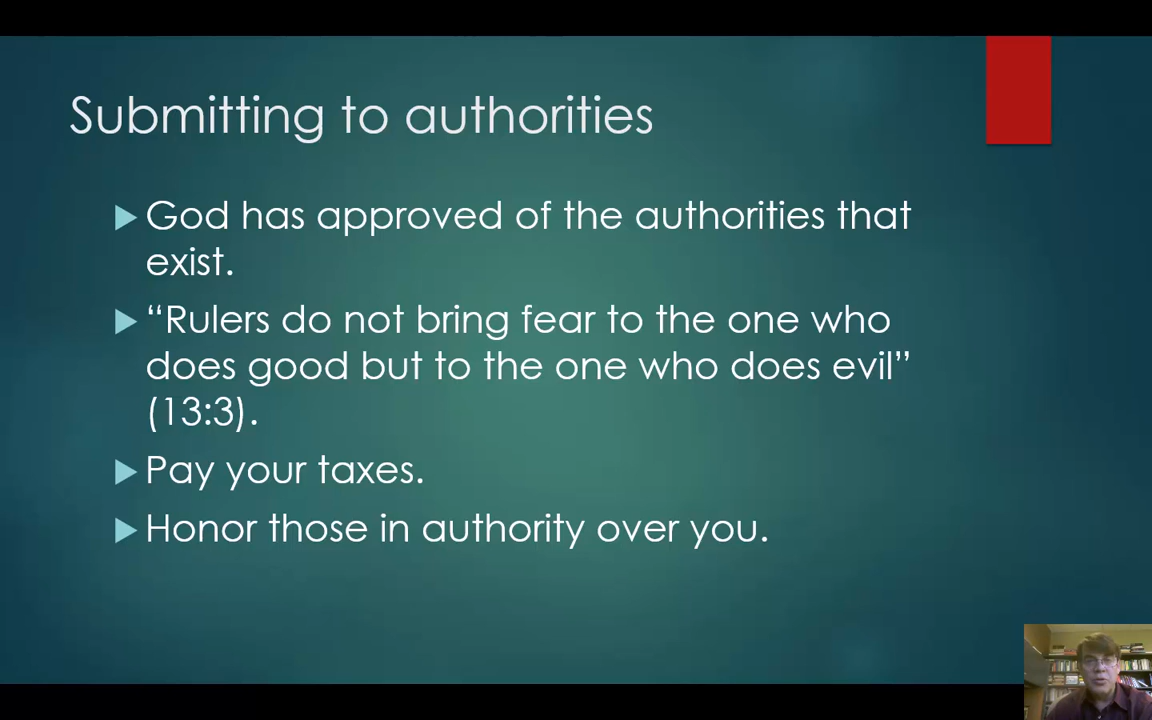 Submitting to authorities
God has approved of the authorities that
exist.
“Rulers do not bring fear to the one who
does good but to the one who does evil”
(13:3).
Pay your taxes.
Honor those in authority over you.